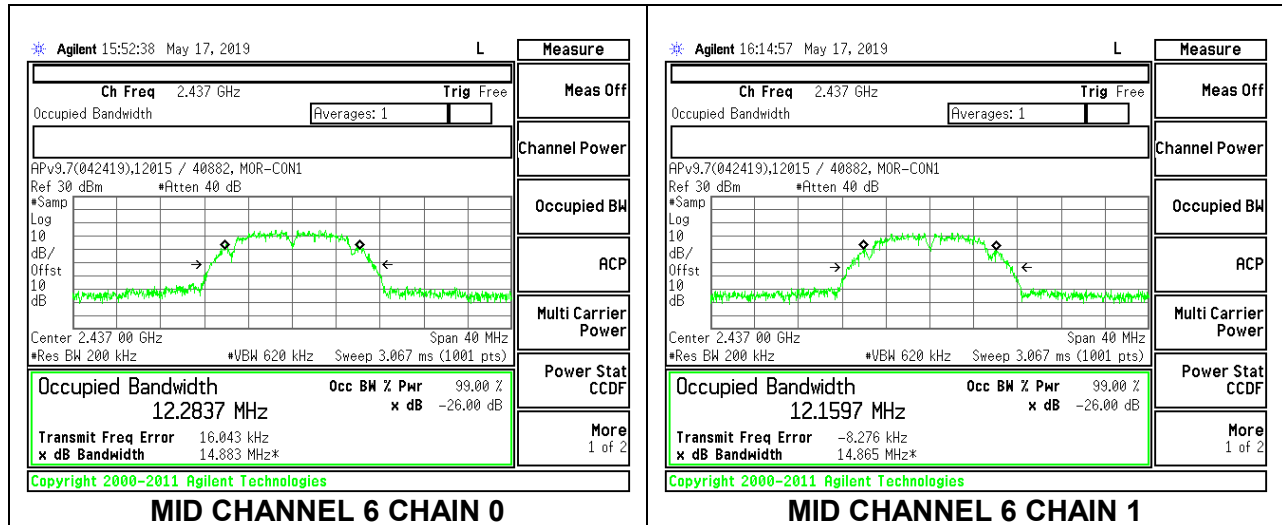 Agilent 15:52:38 May 17, 2019 L
Measure
Ch Freq 2.437 GHz Trig Free
Occupied Bandwidth Averages: 1
APv9.7(042419),12015 / 40882, MOR-CON1
Ref 30 dBm #Atten 40 dB
#Samp
Log
10
dB/
Offst
10
dB
Center 2.437 00 GHz Span 40 MHz
#Res BW 200 kHz #VBW 620 kHz Sweep 3.067 ms (1001 pts)
Occupied Bandwidth Occ BW % Pwr 99.00 %
12.2837 MHz x dB -26.00 dB
Transmit Freq Error 16.043 kHz
x dB Bandwidth 14.883 MHz*
Copyright 2000-2011 Agilent Technologies
Meas Off
Channel Power
Occupied BW
ACP
Multi Carrier
Power
Power Stat
CCDF
More
1 of 2
MID CHANNEL 6 CHAIN 0
Agilent 16:14:57 May 17, 2019 L
Measure
Ch Freq 2.437 GHz Trig Free
Occupied Bandwidth Averages: 1
APv9.7(042419),12015 / 40882, MOR-CON1
Ref 30 dBm #Atten 40 dB
#Samp
Log
10
dB/
Offst
10
dB
Center 2.437 00 GHz Span 40 MHz
#Res BW 200 kHz #VBW 620 kHz Sweep 3.067 ms (1001 pts)
Occupied Bandwidth Occ BW % Pwr 99.00 %
12.1597 MHz x dB -26.00 dB
Transmit Freq Error -8.276 kHz
x dB Bandwidth 14.865 MHz*
Copyright 2000-2011 Agilent Technologies
Meas Off
Channel Power
Occupied BW
ACP
Multi Carrier
Power
Power Stat
CCDF
More
1 of 2
MID CHANNEL 6 CHAIN 1